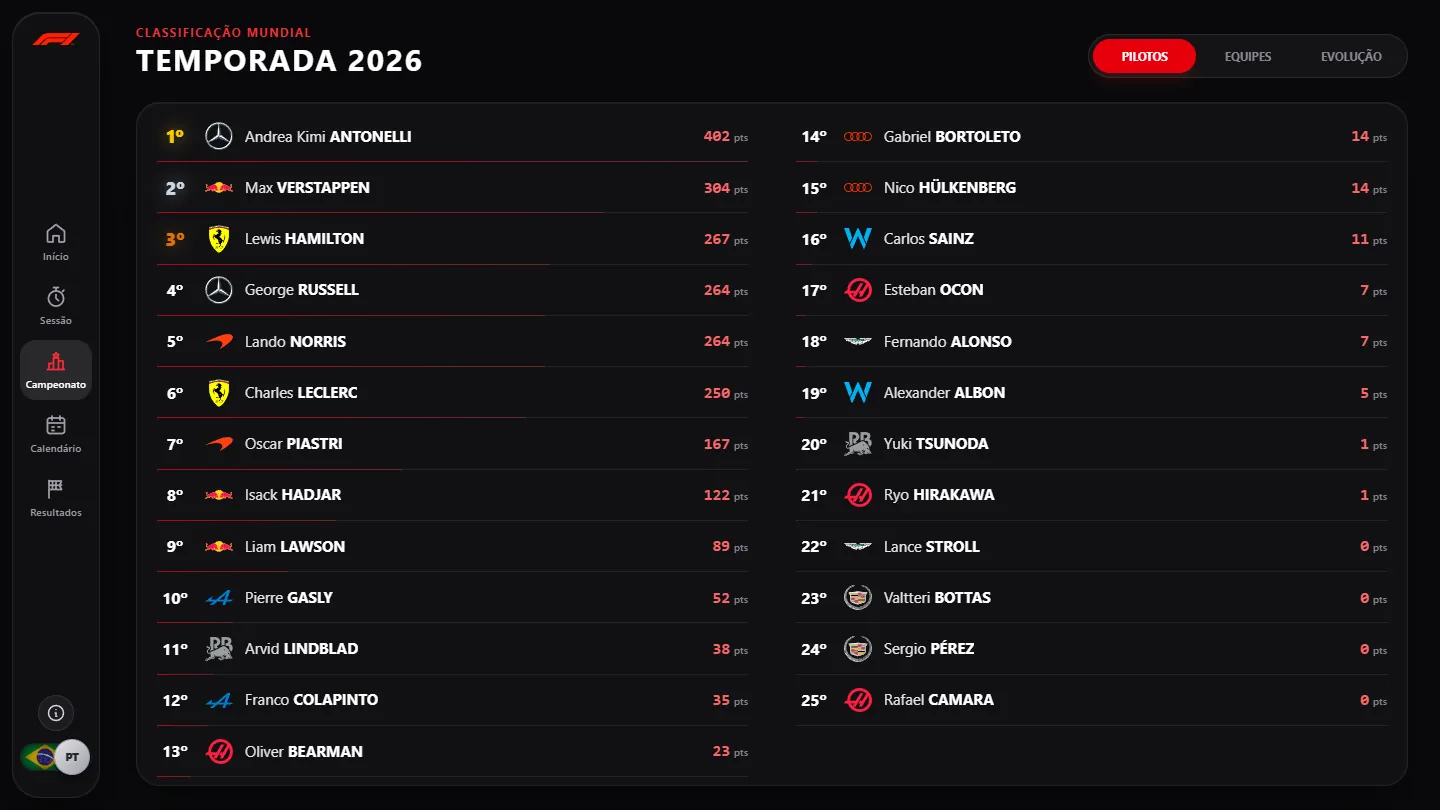 CLASSIFICAÇÃO MUNDIAL
TEMPORADA 2026
PILOTOS EQUIPES EVOLUÇÃO
Início
Sessão
Campeonato
Calendário
Resultados
PT
1º Andrea Kimi ANTONELLI 402 pts
2º Max VERSTAPPEN 304 pts
3º Lewis HAMILTON 267 pts
4º George RUSSELL 264 pts
5º Lando NORRIS 264 pts
6º Charles LECLERC 250 pts
7º Oscar PIASTRI 167 pts
8º Isack HADJAR 122 pts
9º Liam LAWSON 89 pts
10º Pierre GASLY 52 pts
11º Arvid LINDBLAD 38 pts
12º Franco COLAPINTO 35 pts
13º Oliver BEARMAN 23 pts
14º Gabriel BORTOLETO 14 pts
15º Nico HÜLKENBERG 14 pts
16º Carlos SAINZ 11 pts
17º Esteban OCON 7 pts
18º Fernando ALONSO 7 pts
19º Alexander ALBON 5 pts
20º Yuki TSUNODA 1 pts
21º Ryo HIRAKAWA 1 pts
22º Lance STROLL 0 pts
23º Valtteri BOTTAS 0 pts
24º Sergio PÉREZ 0 pts
25º Rafael CAMARA 0 pts